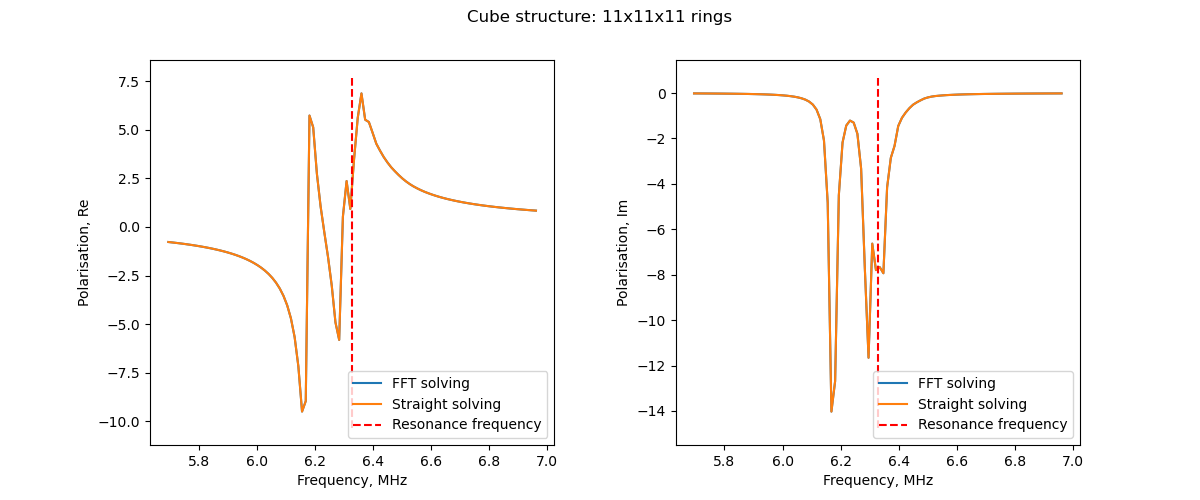 Cube structure: 11x11x11 rings
Polarisation, Re
7.5
5.0
2.5
0.0
−2.5
−5.0
−7.5
−10.0
5.8
6.0
6.2
6.4
6.6
6.8
7.0
Frequency, MHz
FFT solving
Straight solving
Resonance frequency
Polarisation, Im
0
−2
−4
−6
−8
−10
−12
−14
5.8
6.0
6.2
6.4
6.6
6.8
7.0
Frequency, MHz
FFT solving
Straight solving
Resonance frequency